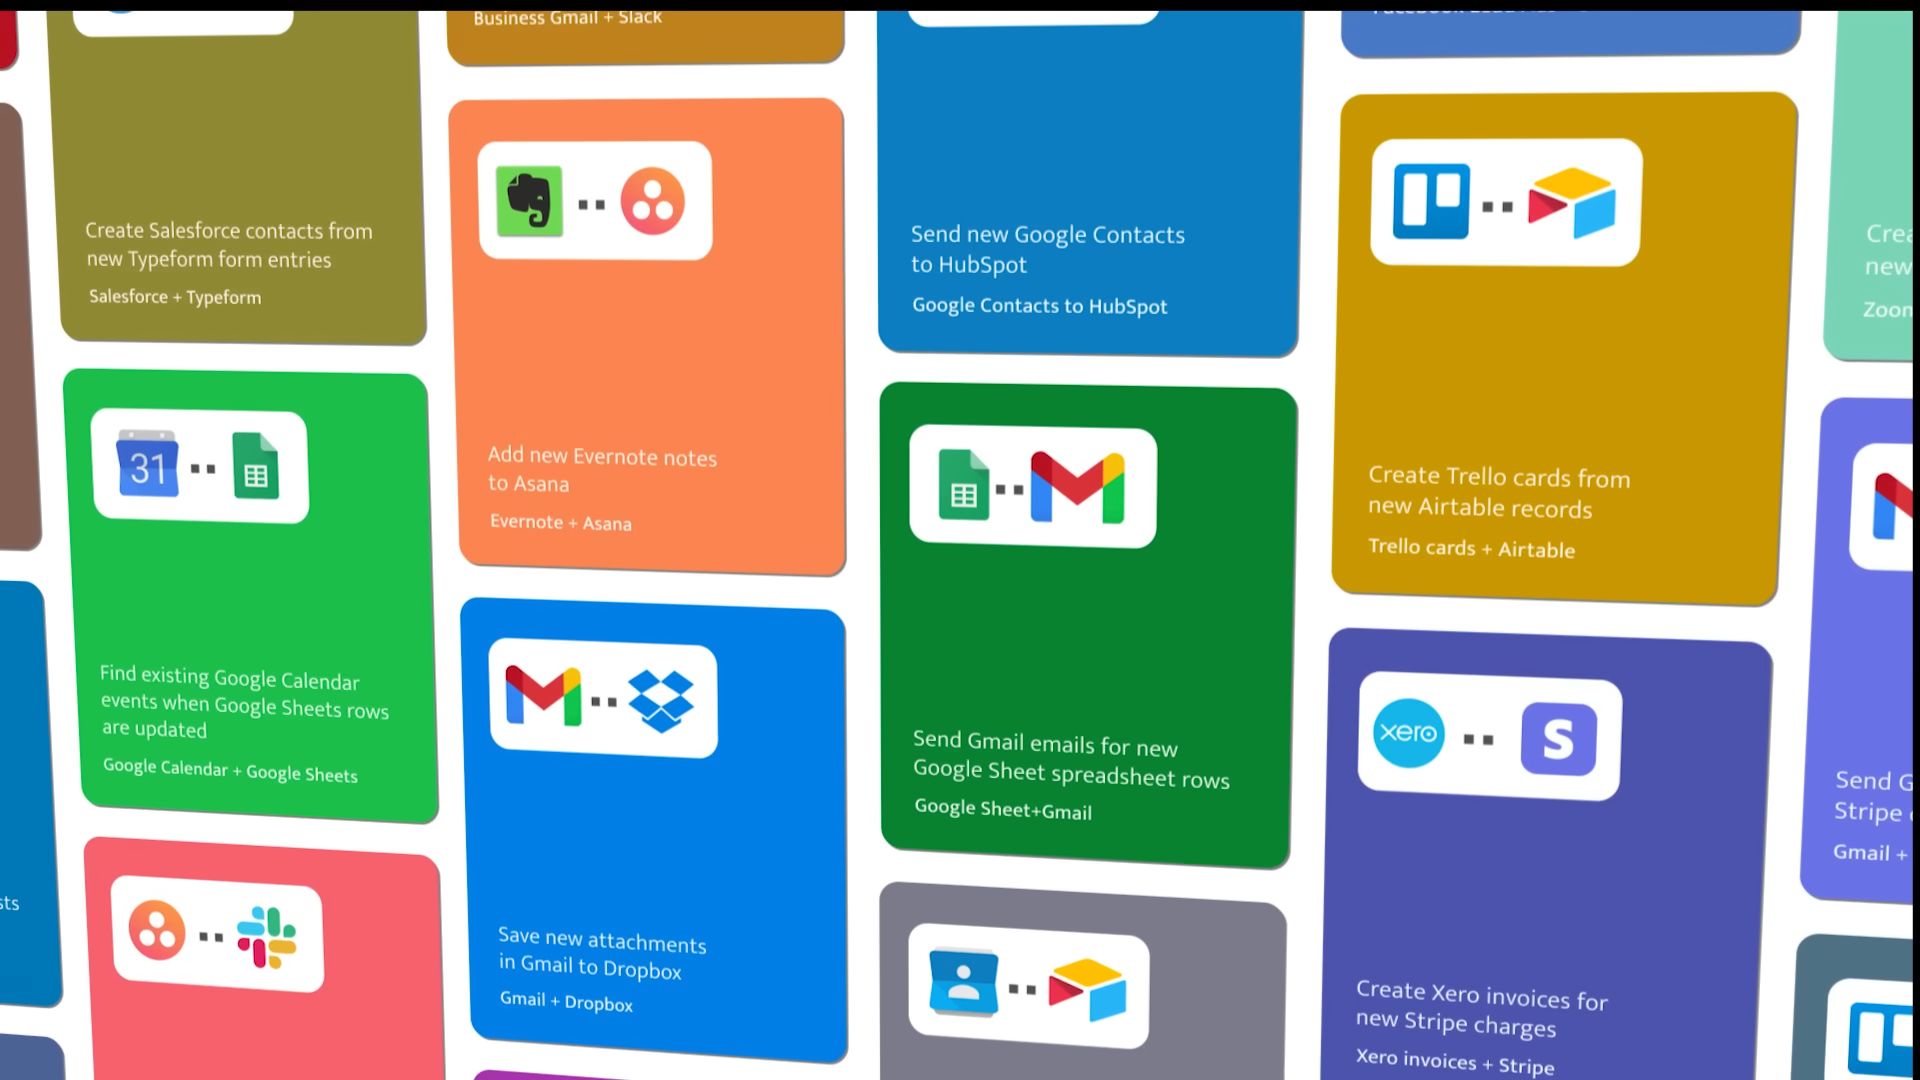 Create Salesforce contacts from
new Typeform form entries
Salesforce + Typeform
31
Find existing Google Calendar
events when Google Sheets rows
are updated
Google Calendar + Google Sheets
Business Gmail + Slack
Add new Evernote notes
to Asana
Evernote + Asana
Save new attachments
in Gmail to Dropbox
Gmail + Dropbox
Send new Google Contacts
to HubSpot
Google Contacts to HubSpot
Send Gmail emails for new
Google Sheet spreadsheet rows
Google Sheet+Gmail
Create Trello cards from
new Airtable records
Trello cards + Airtable
xero
S
Create Xero invoices for
new Stripe charges
Xero invoices + Stripe
new
Send G
Stripe
Gmail +